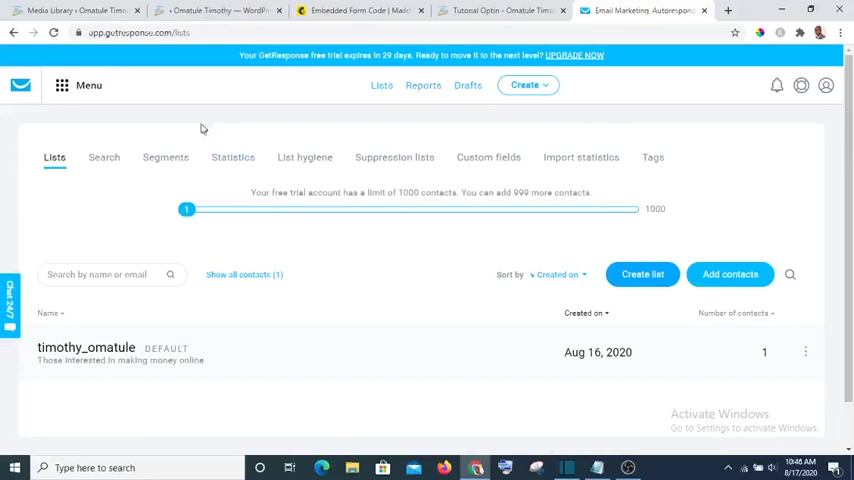 Media Library ‹ Omatule Timo
‹ Omatule Timothy — WordPr
Embedded Form Code | Mailc
Tutorial Optin - Omatule Timo
Email Marketing, Autorespond
app.getresponse.com/lists
Your GetResponse free trial expires in 29 days. Ready to move it to the next level? UPGRADE NOW
Menu
Lists
Reports
Drafts
Create
Lists
Search
Segments
Statistics
List hygiene
Suppression lists
Custom fields
Import statistics
Tags
Your free trial account has a limit of 1000 contacts. You can add 999 more contacts.
1
1000
Search by name or email
Show all contacts (1)
Sort by
Created on
Create list
Add contacts
Name
Created on
Number of contacts
timothy_omatule DEFAULT
Those interested in making money online
Aug 16, 2020
1
Chat 24/7
Activate Windows
Go to Settings to activate Windows.
Type here to search
10:46 AM
8/17/2020